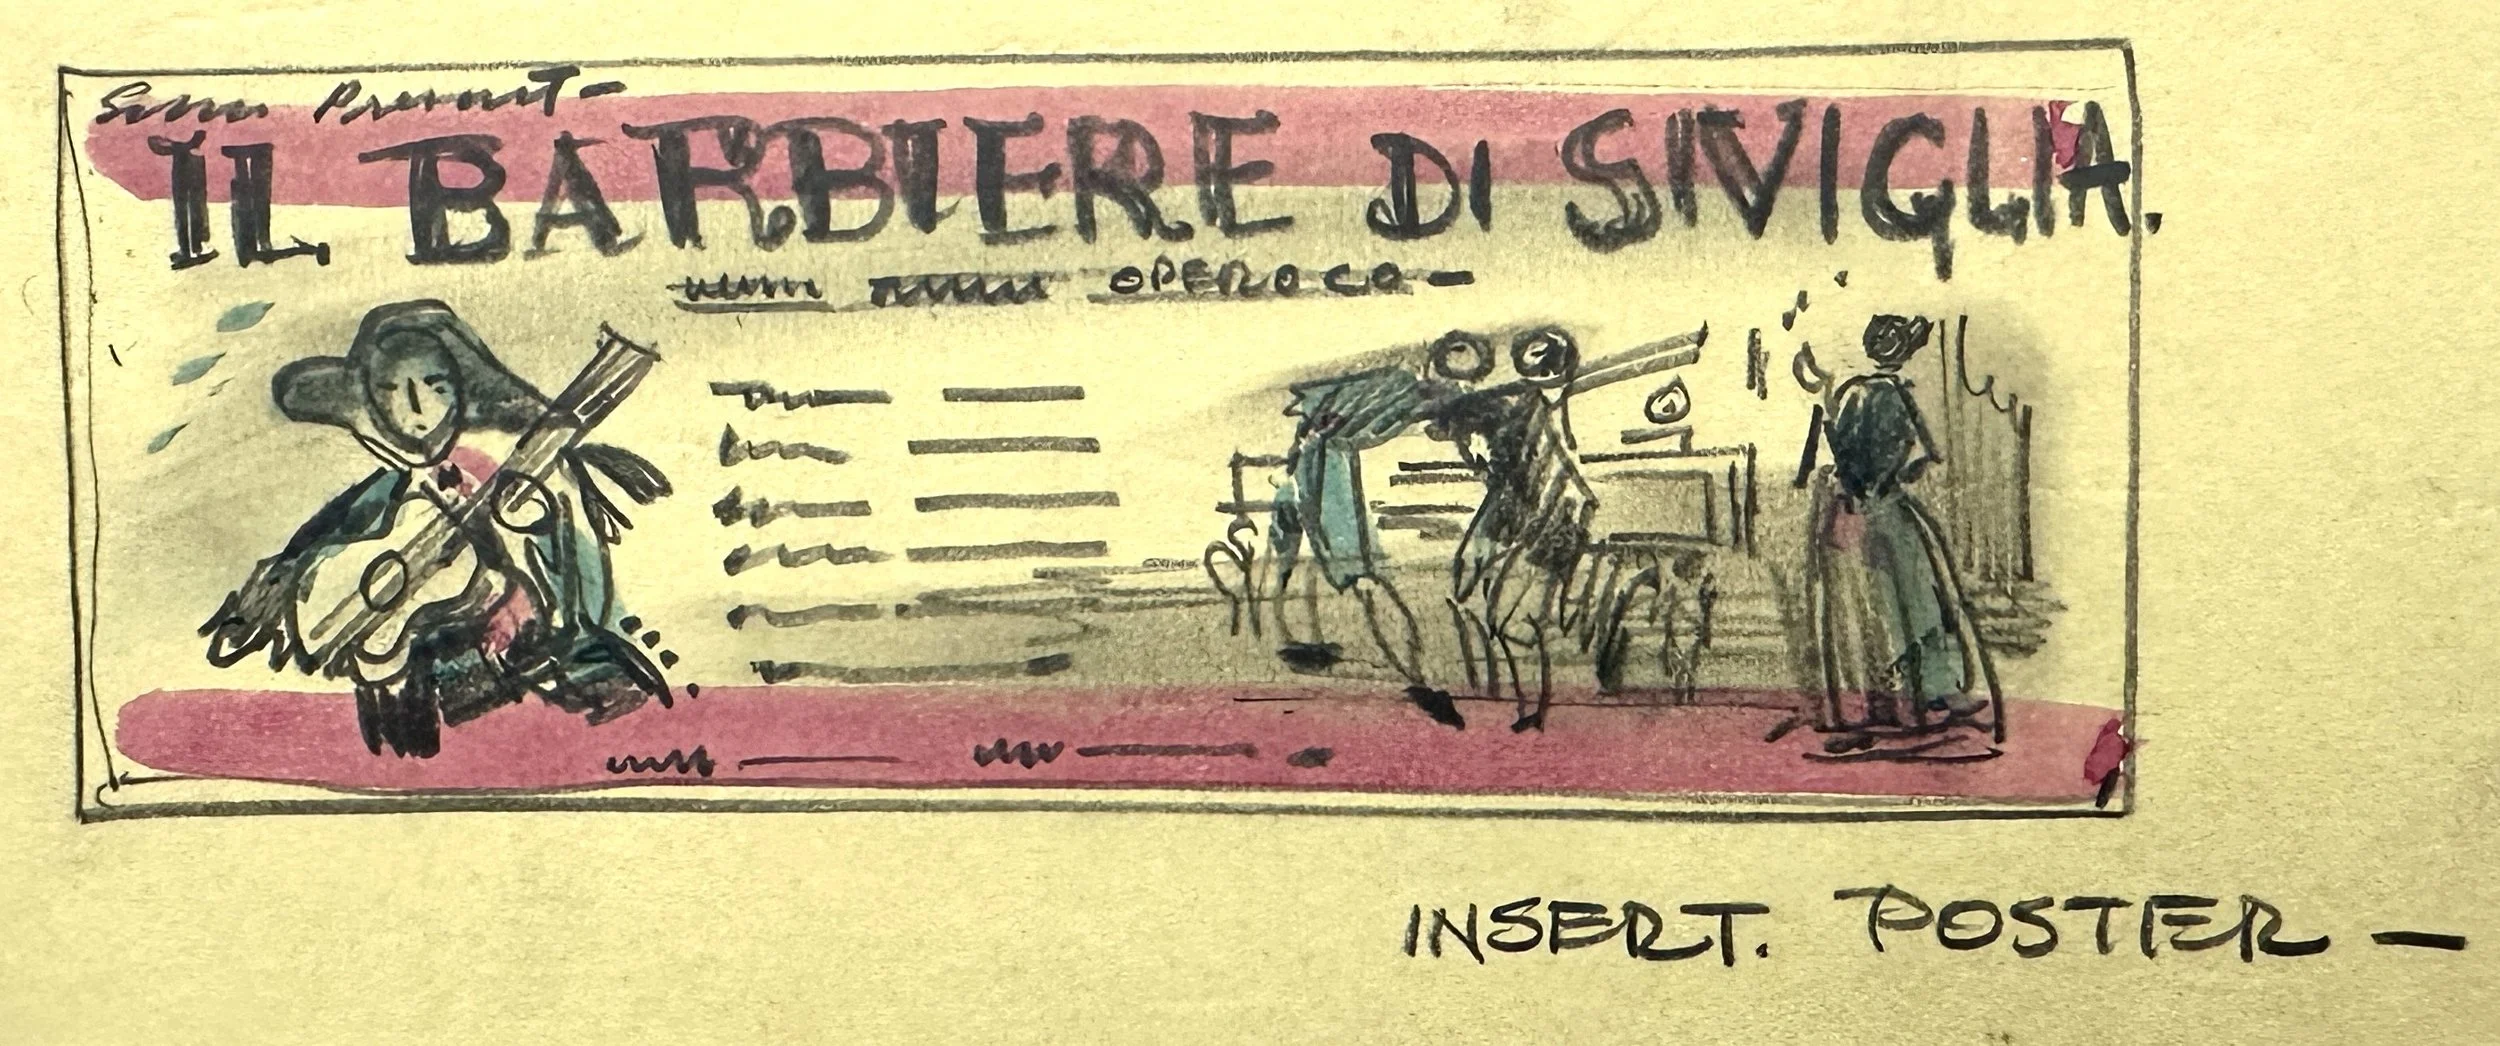 IL BARBIERE DI SIVIGLIA.
OPERA CO -
INSERT. POSTER -